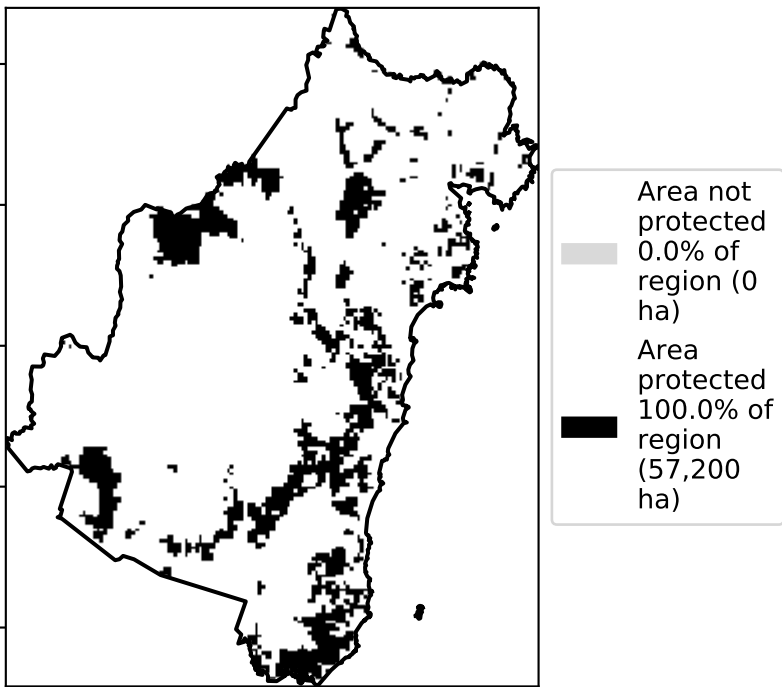 Area not
protected
0.0% of
region (0
ha)
Area
protected
100.0% of
region
(57,200
ha)